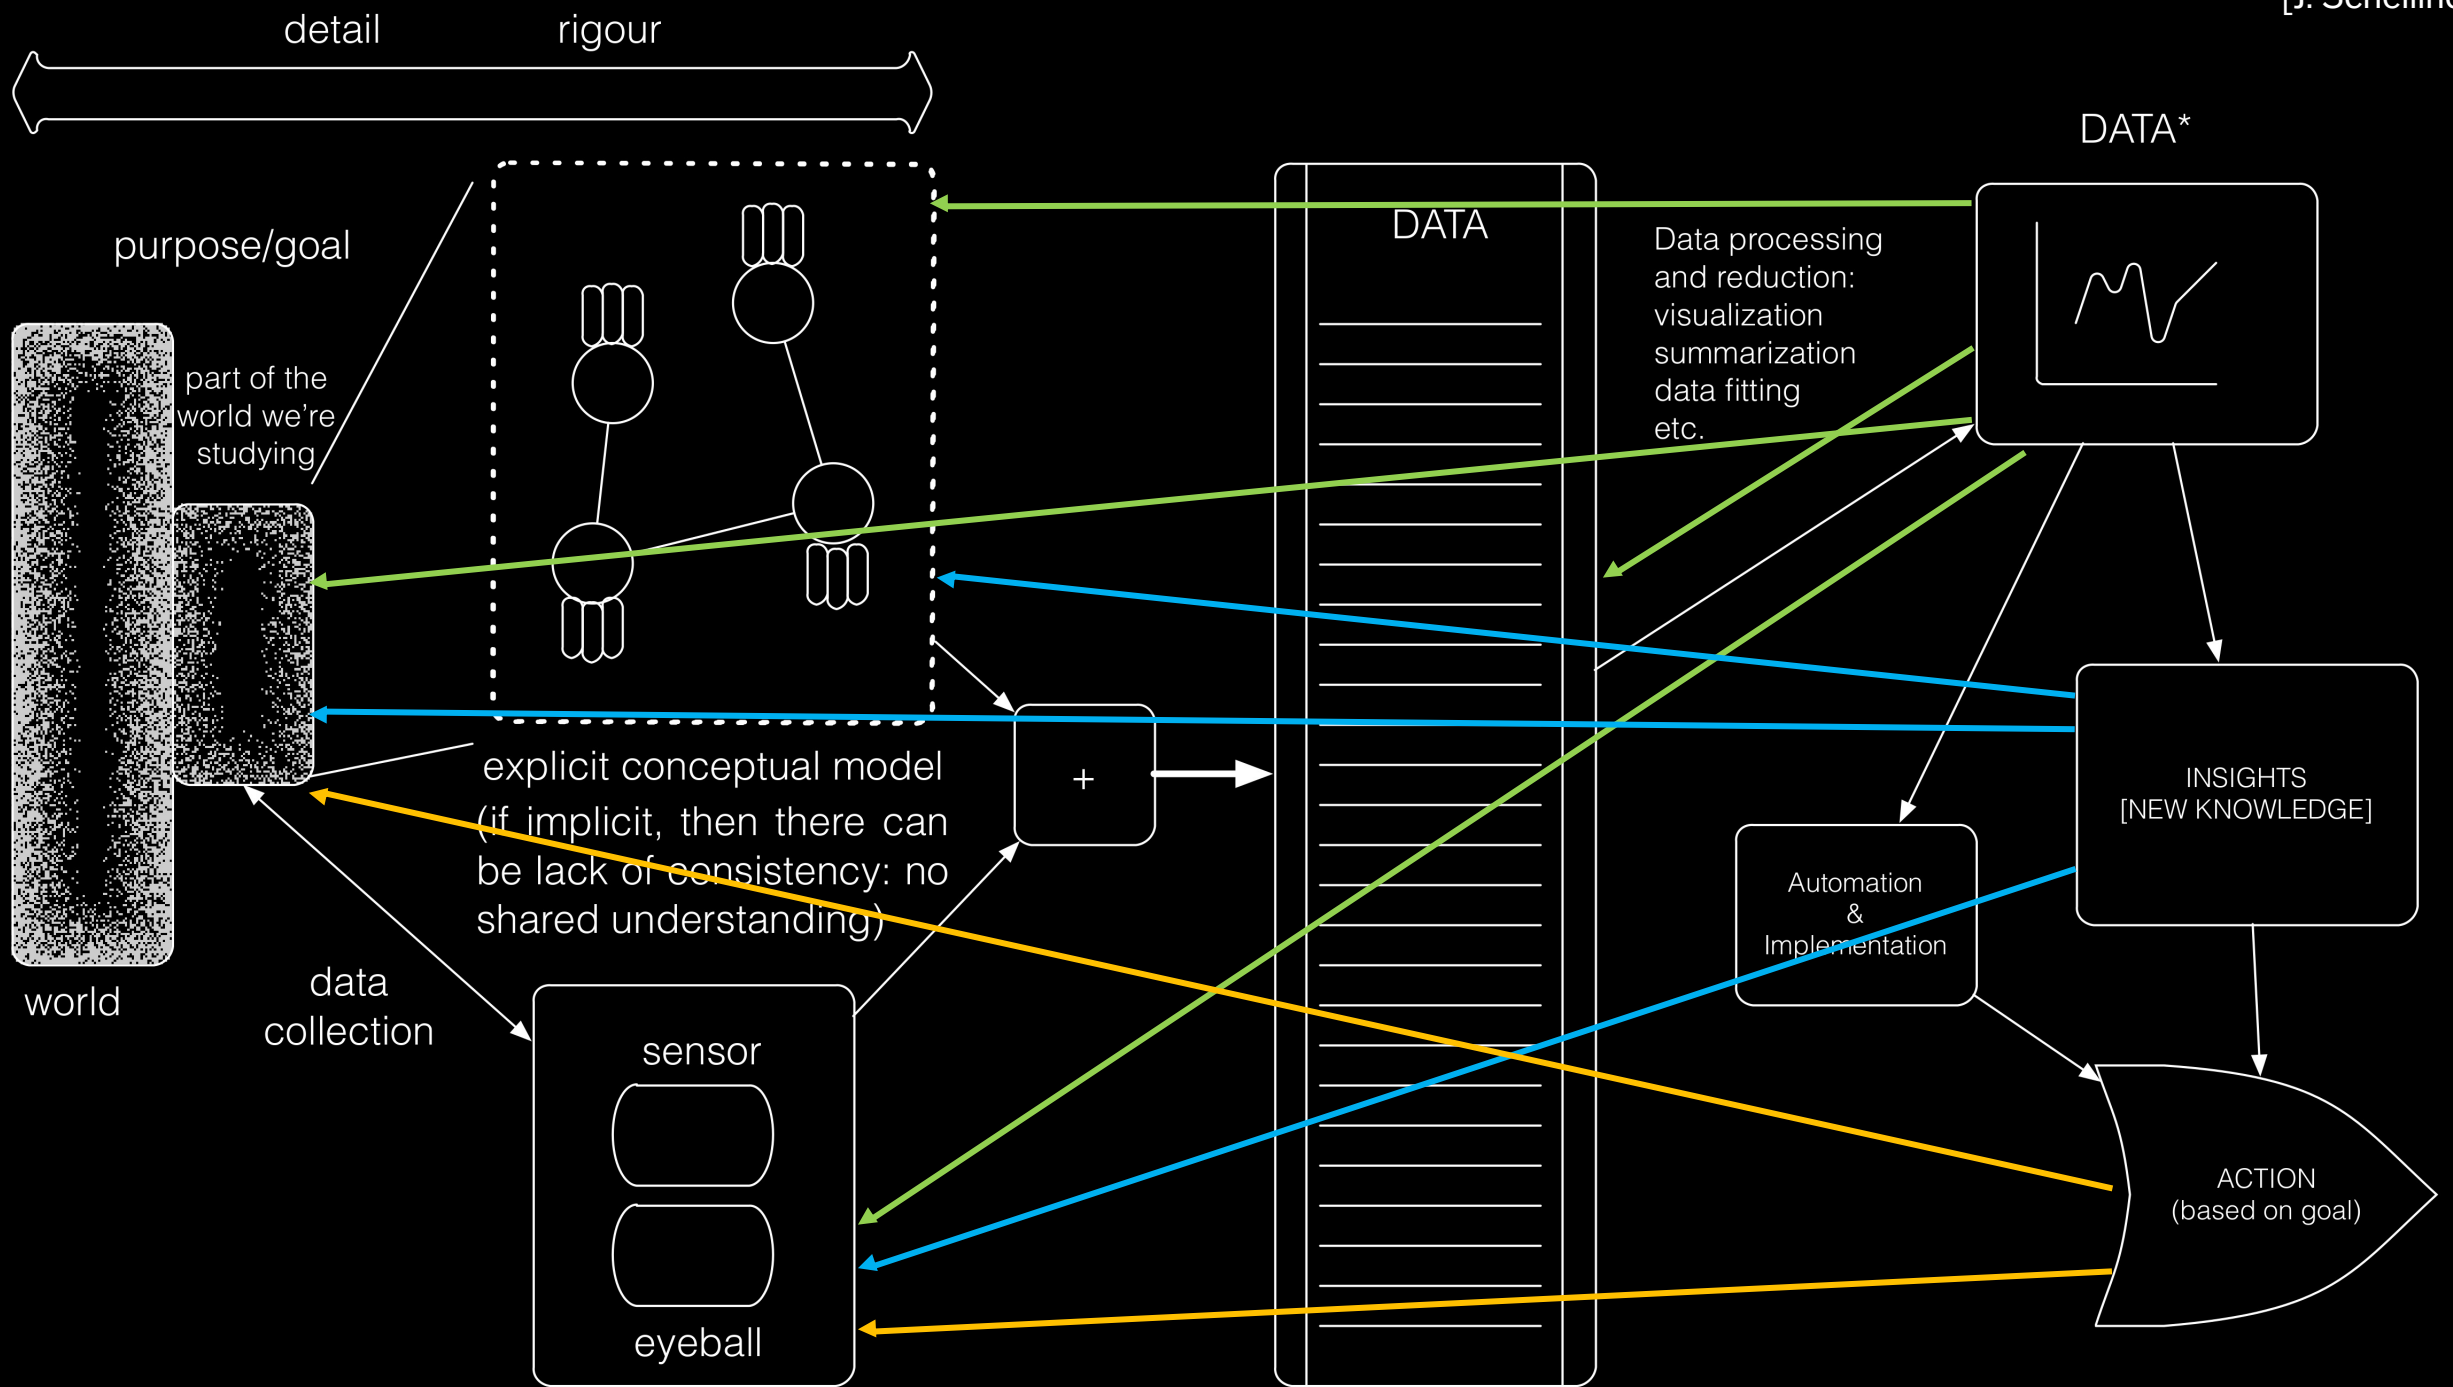 [J.
detail rigour
DATA*
purpose/goal
DATA
Data processing
and reduction:
visualization
summarization
data fitting
etc.
part of the
world we're
studying
explicit conceptual model
(if implicit, then there can
be lack of consistency: no
shared understanding)
+
INSIGHTS
[NEW KNOWLEDGE]
Automation
&
Implementation
world
data
collection
sensor
eyeball
ACTION
(based on goal)